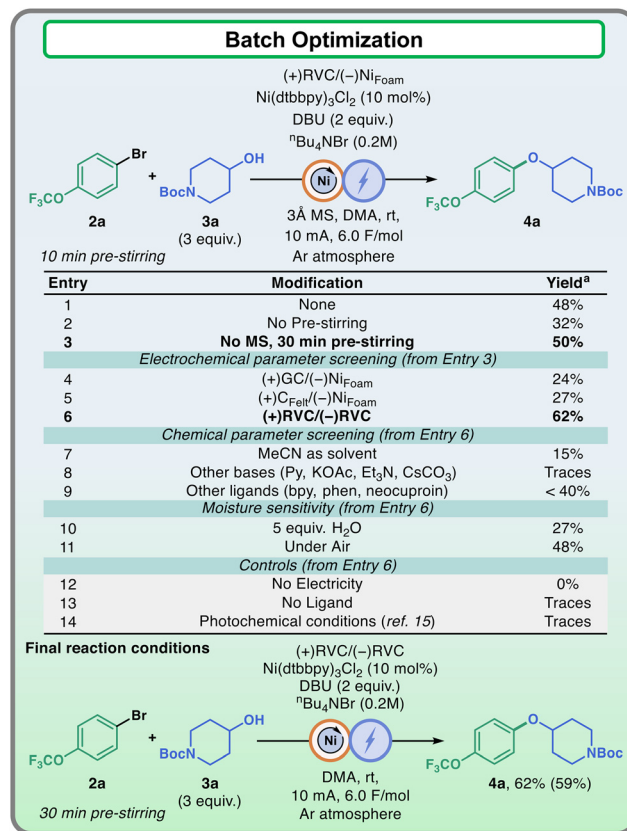 Batch Optimization
(+)RVC/(−)Ni_Foam
Ni(dtbbpy)₃Cl₂ (10 mol%)
DBU (2 equiv.)
ⁿBu₄NBr (0.2M)
Br
F₃CO
2a
+
OH
BocN
3a
(3 equiv.)
Ni
3Å MS, DMA, rt,
10 mA, 6.0 F/mol
Ar atmosphere
O
F₃CO
NBoc
4a
10 min pre-stirring
Entry Modification Yieldᵃ
1 None 48%
2 No Pre-stirring 32%
3 No MS, 30 min pre-stirring 50%
Electrochemical parameter screening (from Entry 3)
4 (+)GC/(−)Ni_Foam 24%
5 (+)C_Felt/(−)Ni_Foam 27%
6 (+)RVC/(−)RVC 62%
Chemical parameter screening (from Entry 6)
7 MeCN as solvent 15%
8 Other bases (Py, KOAc, Et₃N, CsCO₃) Traces
9 Other ligands (bpy, phen, neocuproin) < 40%
Moisture sensitivity (from Entry 6)
10 5 equiv. H₂O 27%
11 Under Air 48%
Controls (from Entry 6)
12 No Electricity 0%
13 No Ligand Traces
14 Photochemical conditions (ref. 15) Traces
Final reaction conditions
(+)RVC/(−)RVC
Ni(dtbbpy)₃Cl₂ (10 mol%)
DBU (2 equiv.)
ⁿBu₄NBr (0.2M)
Br
F₃CO
2a
+
OH
BocN
3a
(3 equiv.)
Ni
DMA, rt,
10 mA, 6.0 F/mol
Ar atmosphere
O
F₃CO
NBoc
4a, 62% (59%)
30 min pre-stirring